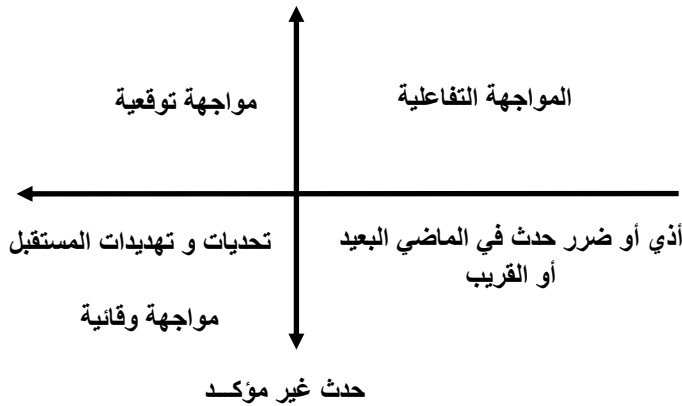 المواجهة التفاعلية
مواجهة توقعية
أذي أو ضرر حدث في الماضي البعيد
أو القريب
تحديات و تهديدات المستقبل
مواجهة وقائية
حدث غير مؤكــد